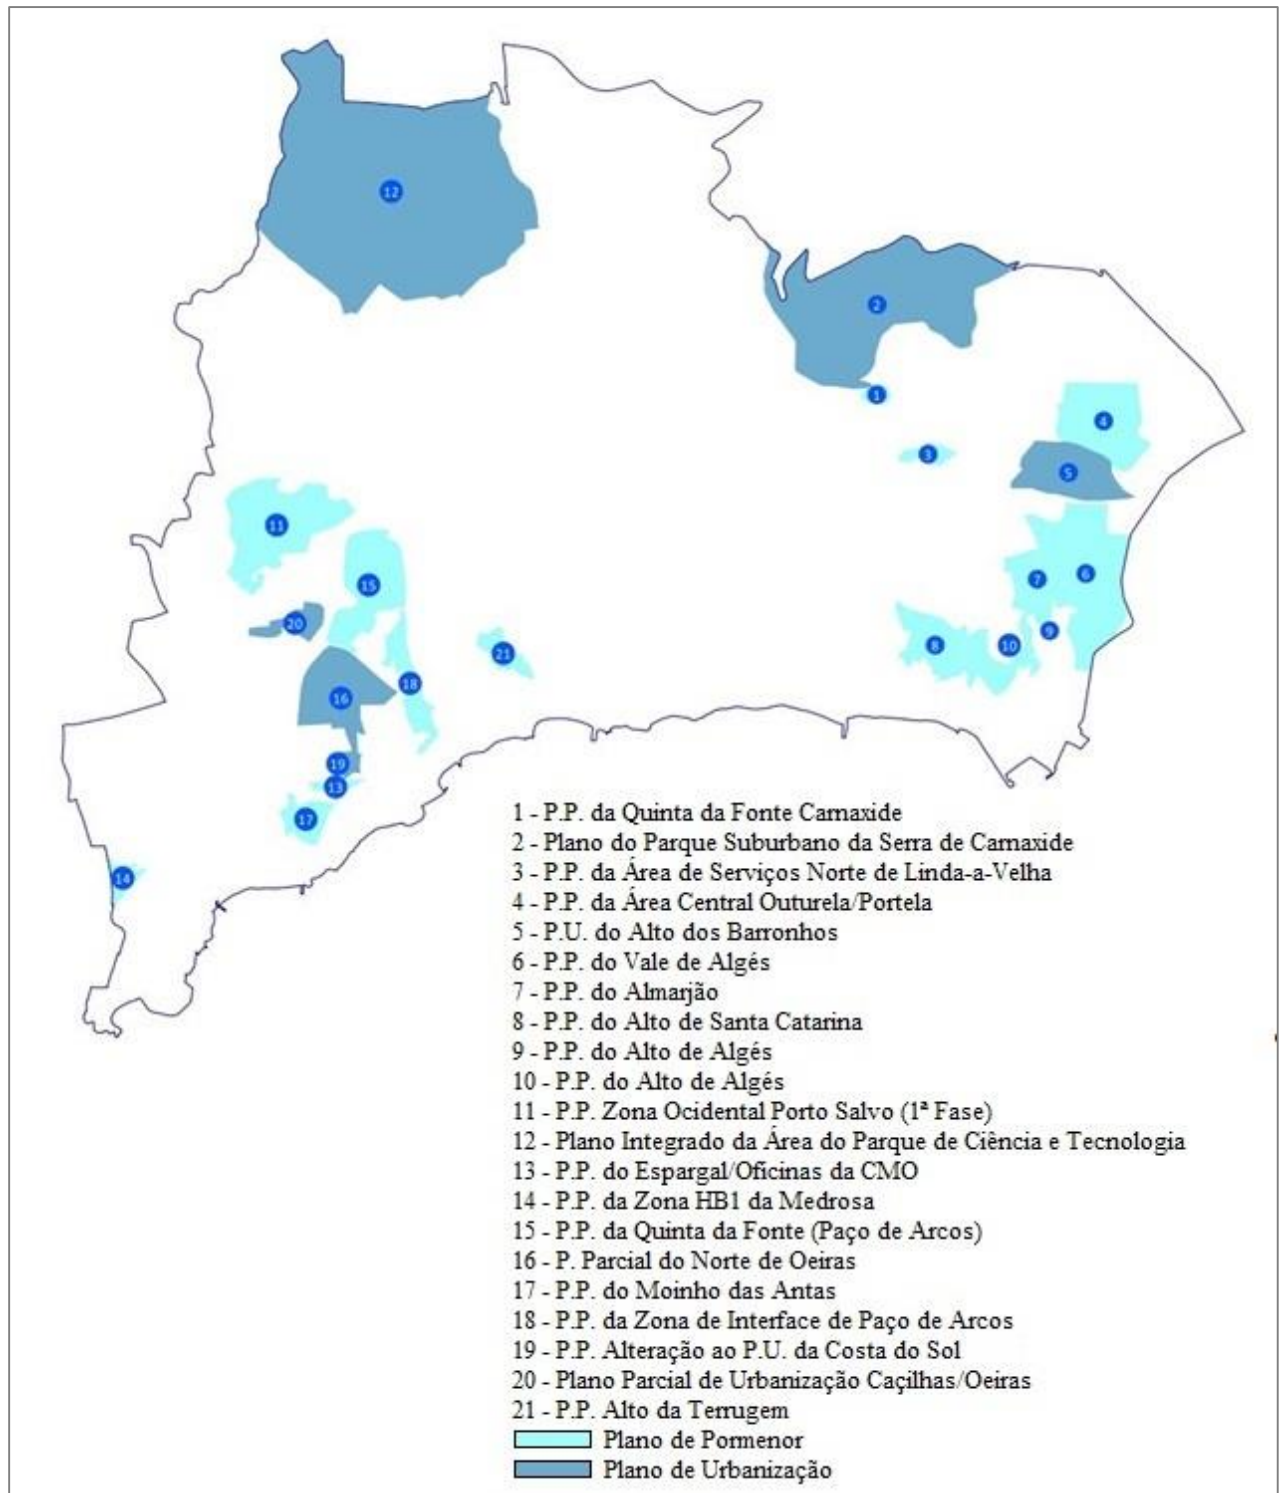 12
2
1
4
3
5
11
15
7
6
20
9
21
8
10
18
16
19
13
17
14
1 - P.P. da Quinta da Fonte Carnaxide
2 - Plano do Parque Suburbano da Serra de Carnaxide
3 - P.P. da Área de Serviços Norte de Linda-a-Velha
4 - P.P. da Área Central Outurela/Portela
5 - P.U. do Alto dos Barronhos
6 - P.P. do Vale de Algés
7 - P.P. do Almarjão
8 - P.P. do Alto de Santa Catarina
9 - P.P. do Alto de Algés
10 - P.P. do Alto de Algés
11 - P.P. Zona Ocidental Porto Salvo (1ª Fase)
12 - Plano Integrado da Área do Parque de Ciência e Tecnologia
13 - P.P. do Espargal/Oficinas da CMO
14 - P.P. da Zona HB1 da Medrosa
15 - P.P. da Quinta da Fonte (Paço de Arcos)
16 - P. Parcial do Norte de Oeiras
17 - P.P. do Moinho das Antas
18 - P.P. da Zona de Interface de Paço de Arcos
19 - P.P. Alteração ao P.U. da Costa do Sol
20 - Plano Parcial de Urbanização Caçilhas/Oeiras
21 - P.P. Alto da Terrugem
Plano de Pormenor
Plano de Urbanização